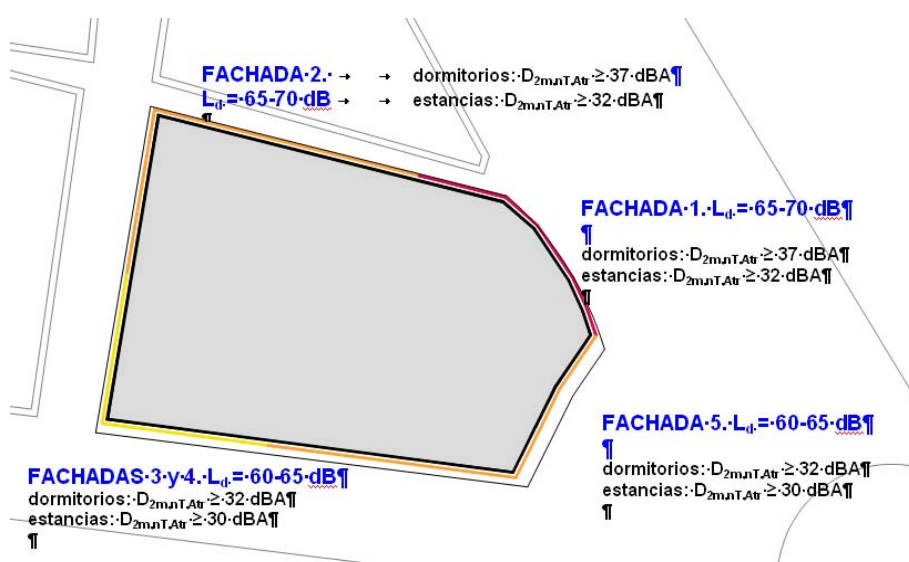 FACHADA·2.· → → dormitorios:·D2m,nT,Atr·≥·37·dBA¶
Ld·=·65-70·dB → → estancias:·D2m,nT,Atr·≥·32·dBA¶
¶
FACHADA·1.·Ld·=·65-70·dB¶
¶
dormitorios:·D2m,nT,Atr·≥·37·dBA¶
estancias:·D2m,nT,Atr·≥·32·dBA¶
¶
FACHADA·5.·Ld·=·60-65·dB¶
¶
dormitorios:·D2m,nT,Atr·≥·32·dBA¶
estancias:·D2m,nT,Atr·≥·30·dBA¶
¶
FACHADAS·3·y·4.·Ld·=·60-65·dB¶
dormitorios:·D2m,nT,Atr·≥·32·dBA¶
estancias:·D2m,nT,Atr·≥·30·dBA¶
¶